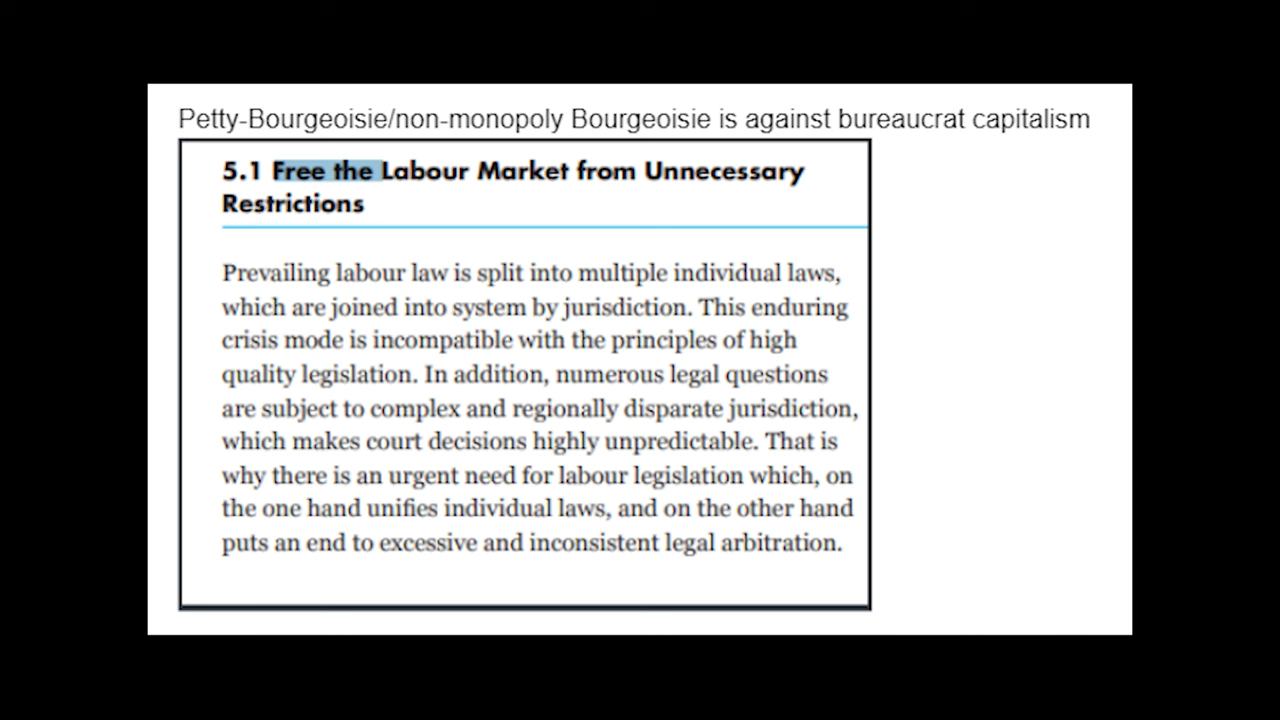 Petty-Bourgeoisie/non-monopoly Bourgeoisie is against bureaucrat capitalism
5.1 Free the Labour Market from Unnecessary
Restrictions
Prevailing labour law is split into multiple individual laws,
which are joined into system by jurisdiction. This enduring
crisis mode is incompatible with the principles of high
quality legislation. In addition, numerous legal questions
are subject to complex and regionally disparate jurisdiction,
which makes court decisions highly unpredictable. That is
why there is an urgent need for labour legislation which, on
the one hand unifies individual laws, and on the other hand
puts an end to excessive and inconsistent legal arbitration.